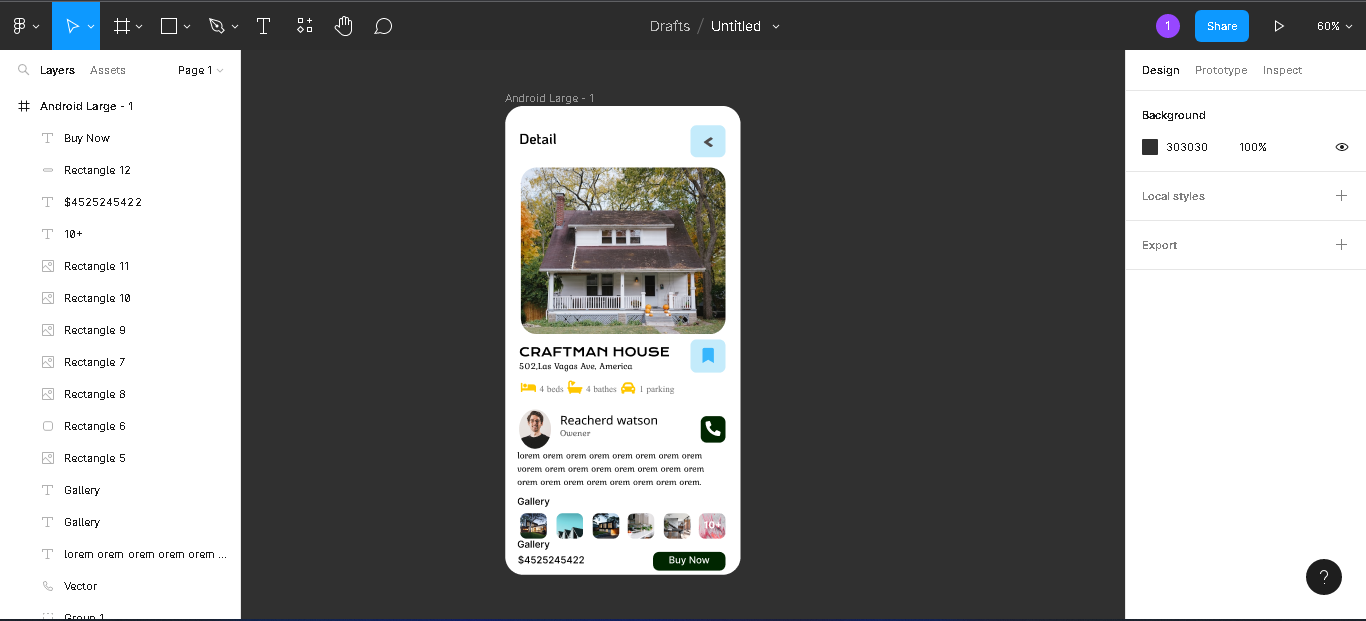 Drafts / Untitled
1
Share
60%
Layers
Assets
Page 1
Android Large - 1
Buy Now
Rectangle 12
$4525245422
10+
Rectangle 11
Rectangle 10
Rectangle 9
Rectangle 7
Rectangle 8
Rectangle 6
Rectangle 5
Gallery
Gallery
lorem orem orem orem orem ...
Vector
Group 1
Android Large - 1
Detail
<
CRAFTMAN HOUSE
502,Las Vagas Ave, America
4 beds 4 bathes 1 parking
Reacherd watson
Owener
lorem orem orem orem orem orem orem orem
vorem orem orem orem orem orem orem orem
orem orem orem orem orem orem orem orem.
Gallery
10+
Gallery
$4525245422
Buy Now
Design
Prototype
Inspect
Background
303030
100%
Local styles
Export
?